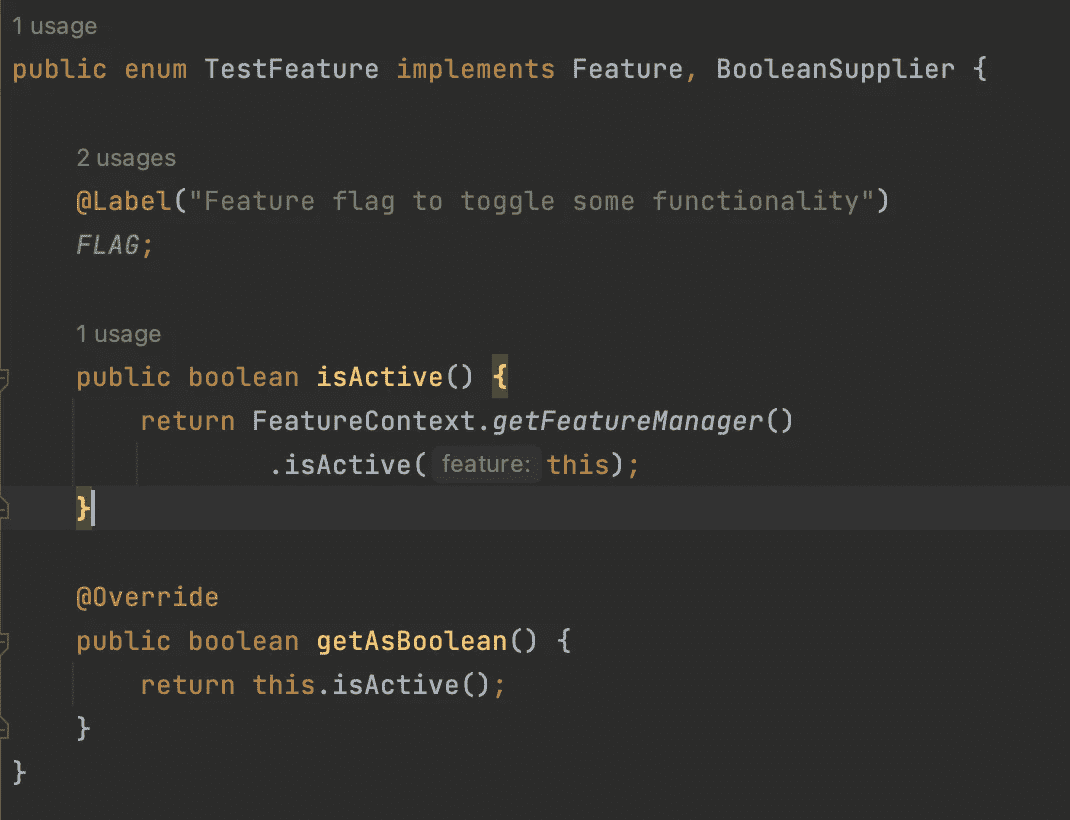 1 usage
public enum TestFeature implements Feature, BooleanSupplier {
2 usages
@Label("Feature flag to toggle some functionality")
FLAG;
1 usage
public boolean isActive() {
return FeatureContext.getFeatureManager()
.isActive( feature: this);
}
@Override
public boolean getAsBoolean() {
return this.isActive();
}
}